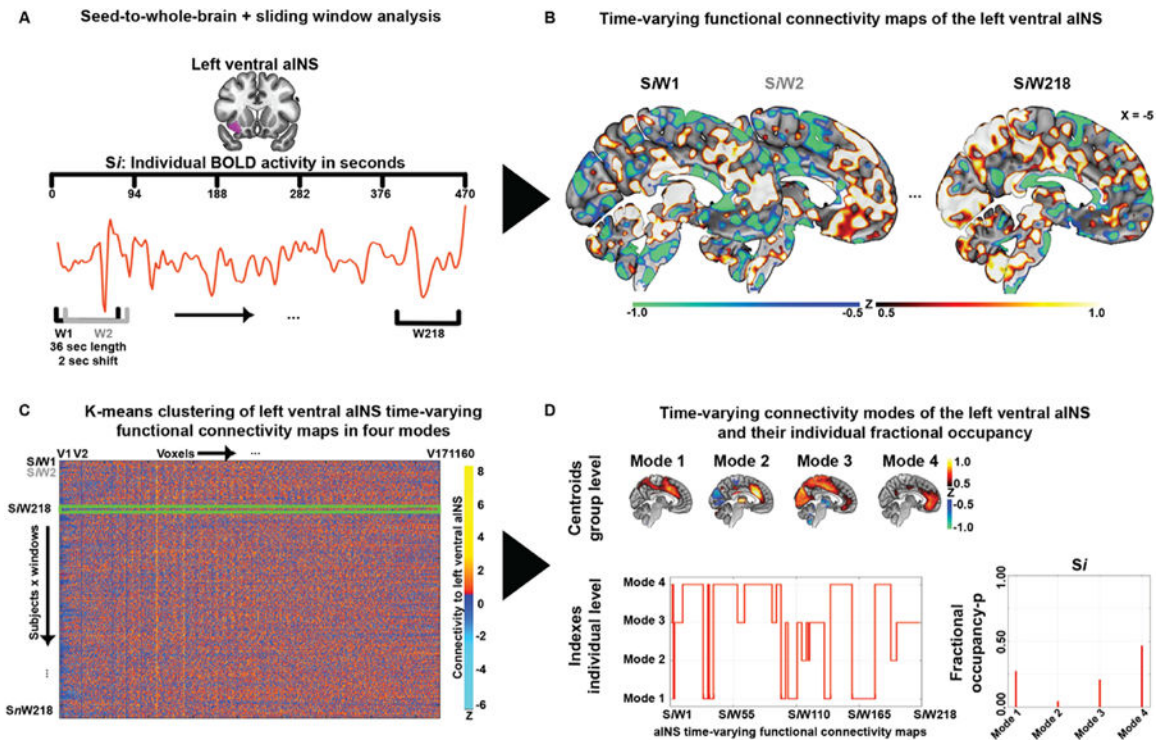 A
Seed-to-whole-brain + sliding window analysis
Left ventral aINS
Si: Individual BOLD activity in seconds
0 94 188 282 376 470
W1 W2 ... W218
36 sec length
2 sec shift
B
Time-varying functional connectivity maps of the left ventral aINS
SiW1 SiW2 SiW218
X = -5
...
-1.0 -0.5 Z 0.5 1.0
C
K-means clustering of left ventral aINS time-varying
functional connectivity maps in four modes
V1 V2 Voxels ... V171160
SiW1
SiW2
SiW218
Subjects x windows
...
SnW218
8
6
4
2
0
-2
-4
-6
Z
Connectivity to left ventral aINS
D
Time-varying connectivity modes of the left ventral aINS
and their individual fractional occupancy
Centroids
group level
Mode 1 Mode 2 Mode 3 Mode 4
1.0
0.5
Z
-0.5
-1.0
Indexes
individual level
Mode 4
Mode 3
Mode 2
Mode 1
SiW1 SiW55 SiW110 SiW165 SiW218
aINS time-varying functional connectivity maps
Si
Fractional
occupancy-p
1.00
0.50
0.00
Mode 1 Mode 2 Mode 3 Mode 4